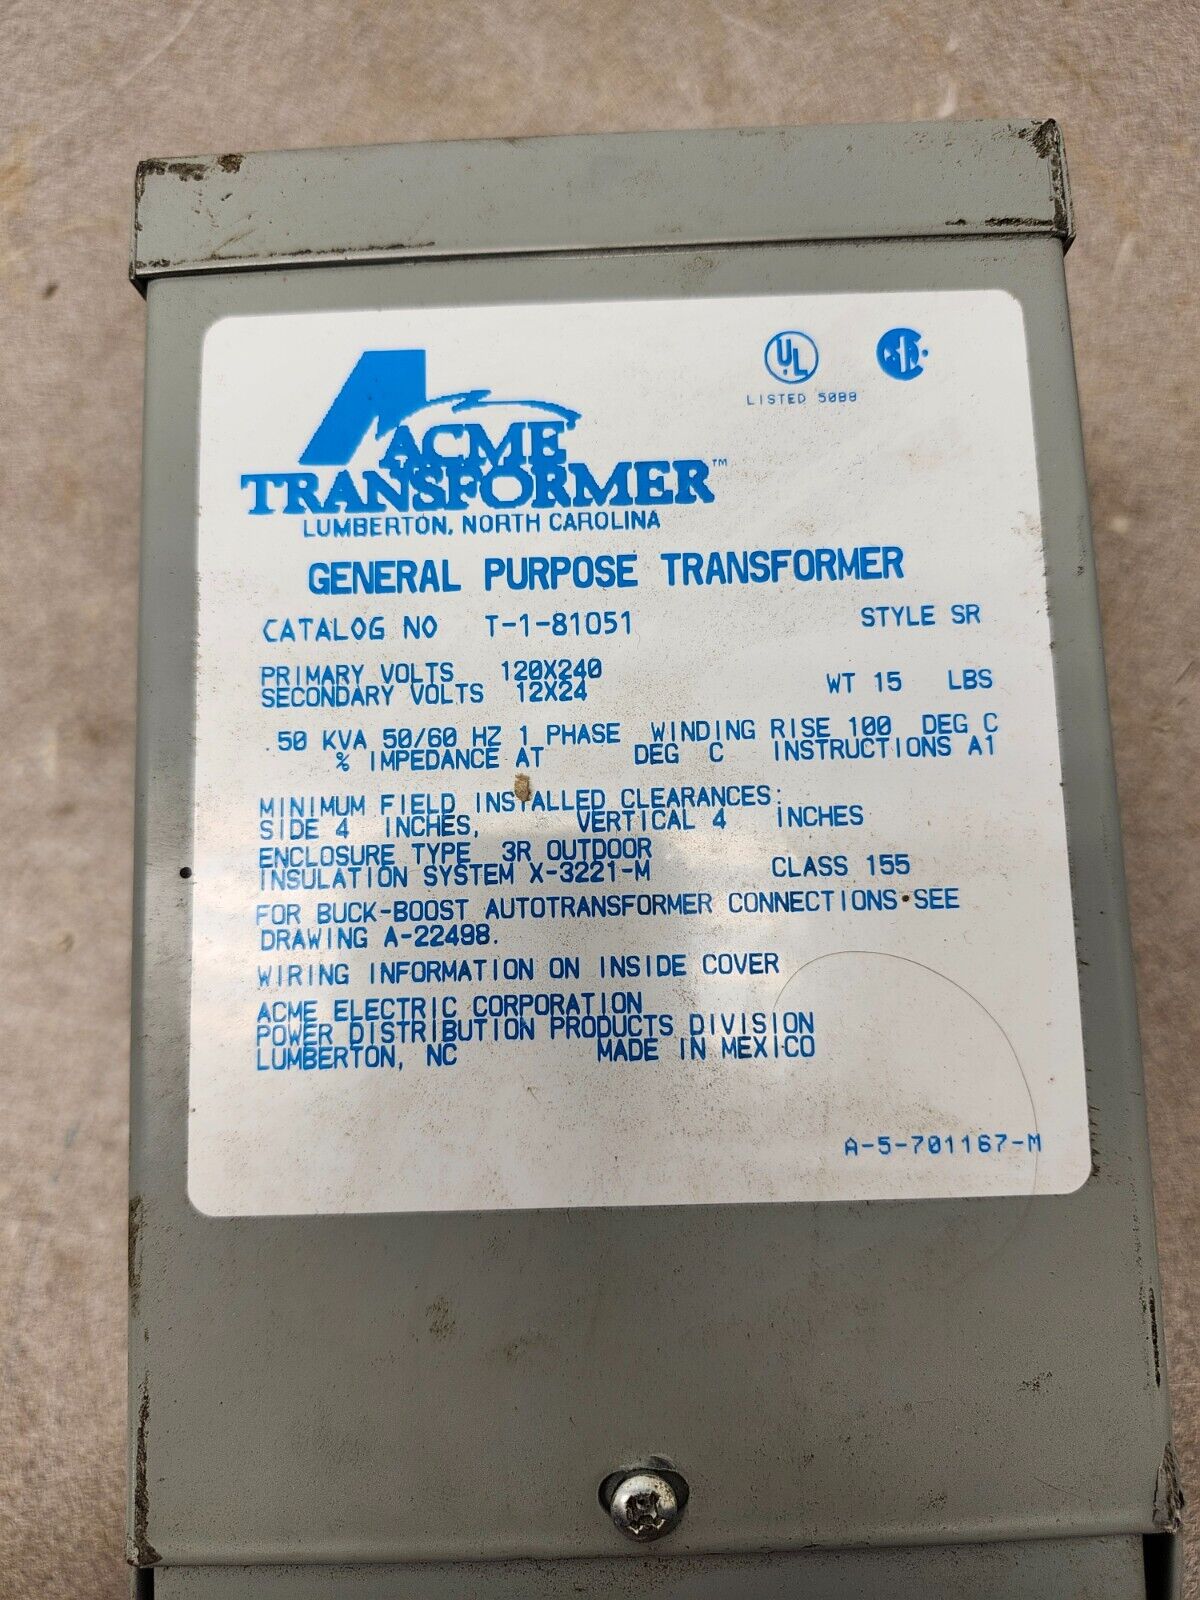 UL
LISTED 50B9
ACME
TRANSFORMER™
LUMBERTON, NORTH CAROLINA
GENERAL PURPOSE TRANSFORMER
CATALOG NO T-1-81051 STYLE SR
PRIMARY VOLTS 120X240
SECONDARY VOLTS 12X24 WT 15 LBS
.50 KVA 50/60 HZ 1 PHASE WINDING RISE 100 DEG C
% IMPEDANCE AT DEG C INSTRUCTIONS A1
MINIMUM FIELD INSTALLED CLEARANCES:
SIDE 4 INCHES, VERTICAL 4 INCHES
ENCLOSURE TYPE 3R OUTDOOR
INSULATION SYSTEM X-3221-M CLASS 155
FOR BUCK-BOOST AUTOTRANSFORMER CONNECTIONS SEE
DRAWING A-22498.
WIRING INFORMATION ON INSIDE COVER
ACME ELECTRIC CORPORATION
POWER DISTRIBUTION PRODUCTS DIVISION
LUMBERTON, NC MADE IN MEXICO
A-5-701167-M